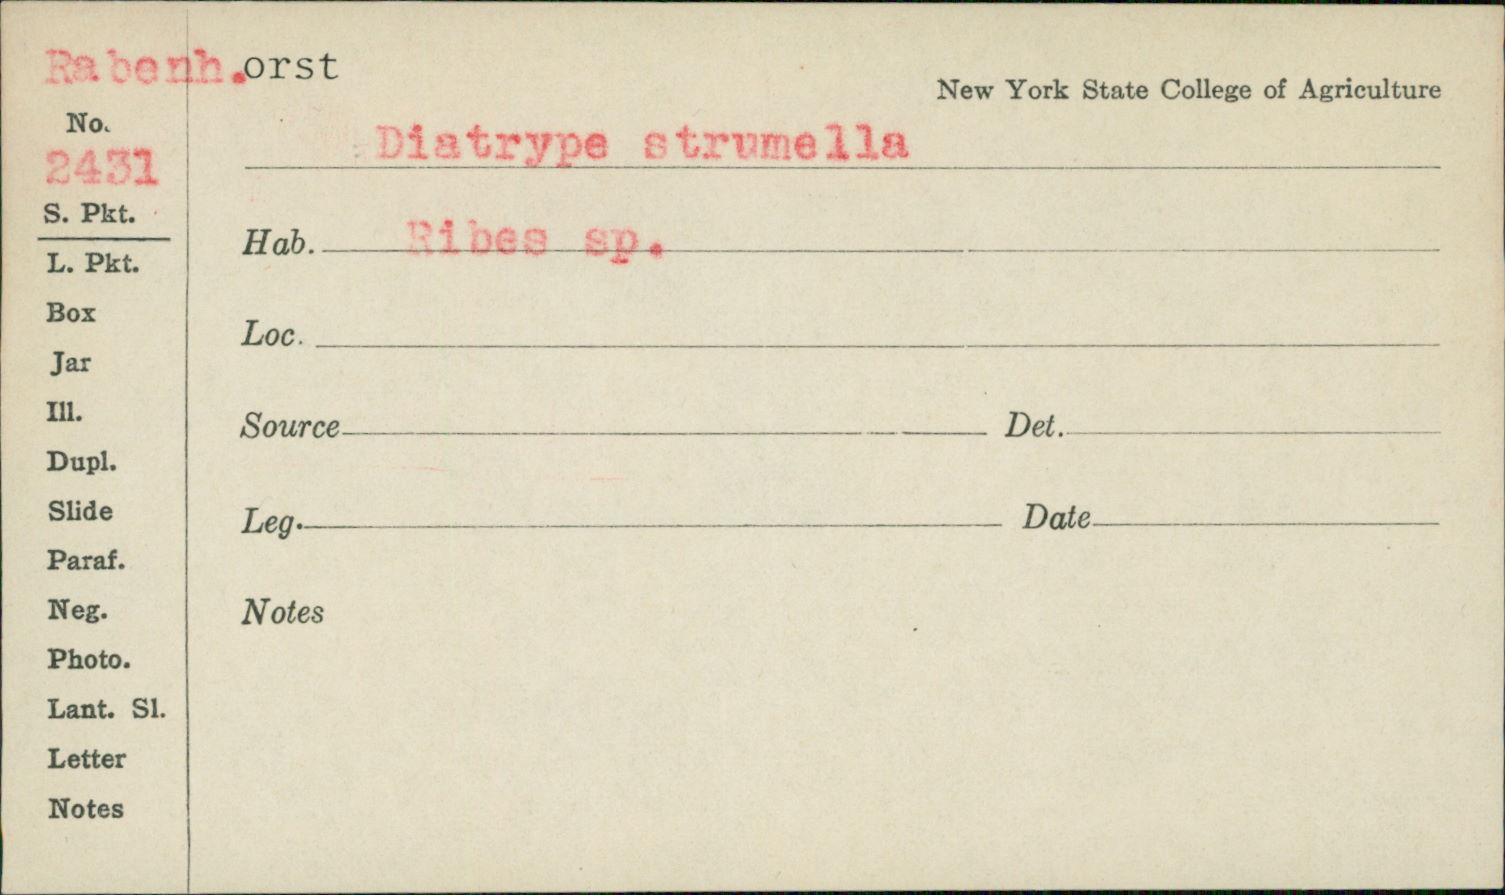 Rabenh.orst
New York State College of Agriculture
No.
2431
Diatrype strumella
S. Pkt.
Hab. Ribes sp.
L. Pkt.
Box
Loc.
Jar
Ill.
Source Det.
Dupl.
Slide
Leg. Date
Paraf.
Neg.
Notes
Photo.
Lant. Sl.
Letter
Notes